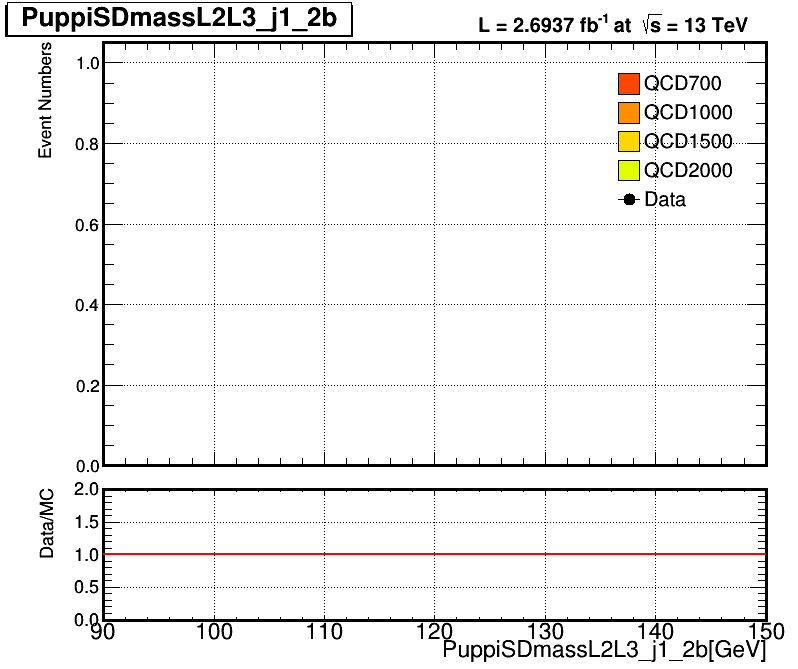 PuppiSDmassL2L3_j1_2b
L = 2.6937 fb-1 at √s = 13 TeV
Event Numbers
1.0
0.8
0.6
0.4
0.2
0.0
QCD700
QCD1000
QCD1500
QCD2000
Data
Data/MC
2.0
1.5
1.0
0.5
0.0
90 100 110 120 130 140 150
PuppiSDmassL2L3_j1_2b[GeV]